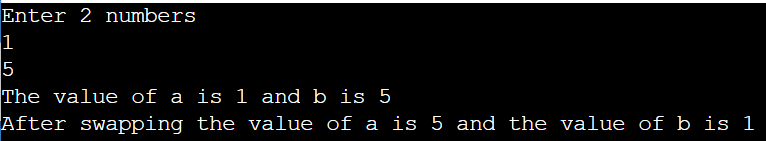 Enter 2 numbers
1
5
The value of a is 1 and b is 5
After swapping the value of a is 5 and the value of b is 1